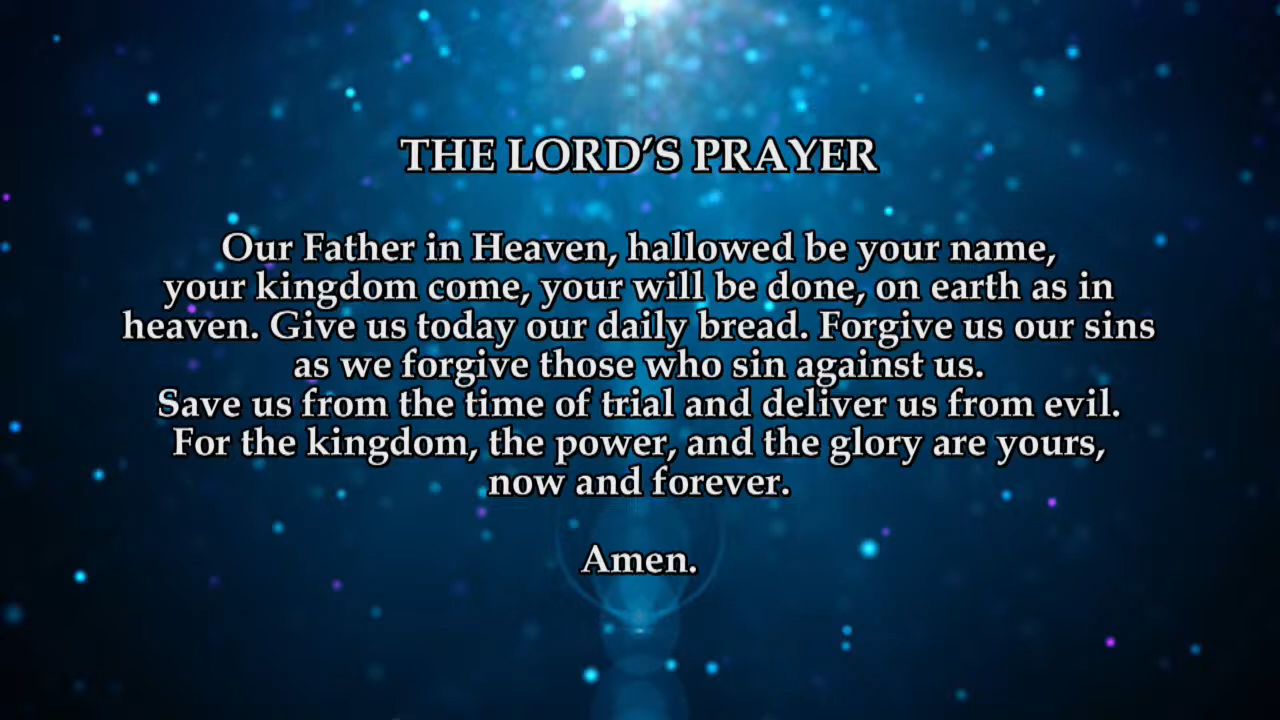 THE LORD’S PRAYER
Our Father in Heaven, hallowed be your name,
your kingdom come, your will be done, on earth as in
heaven. Give us today our daily bread. Forgive us our sins
as we forgive those who sin against us.
Save us from the time of trial and deliver us from evil.
For the kingdom, the power, and the glory are yours,
now and forever.
Amen.